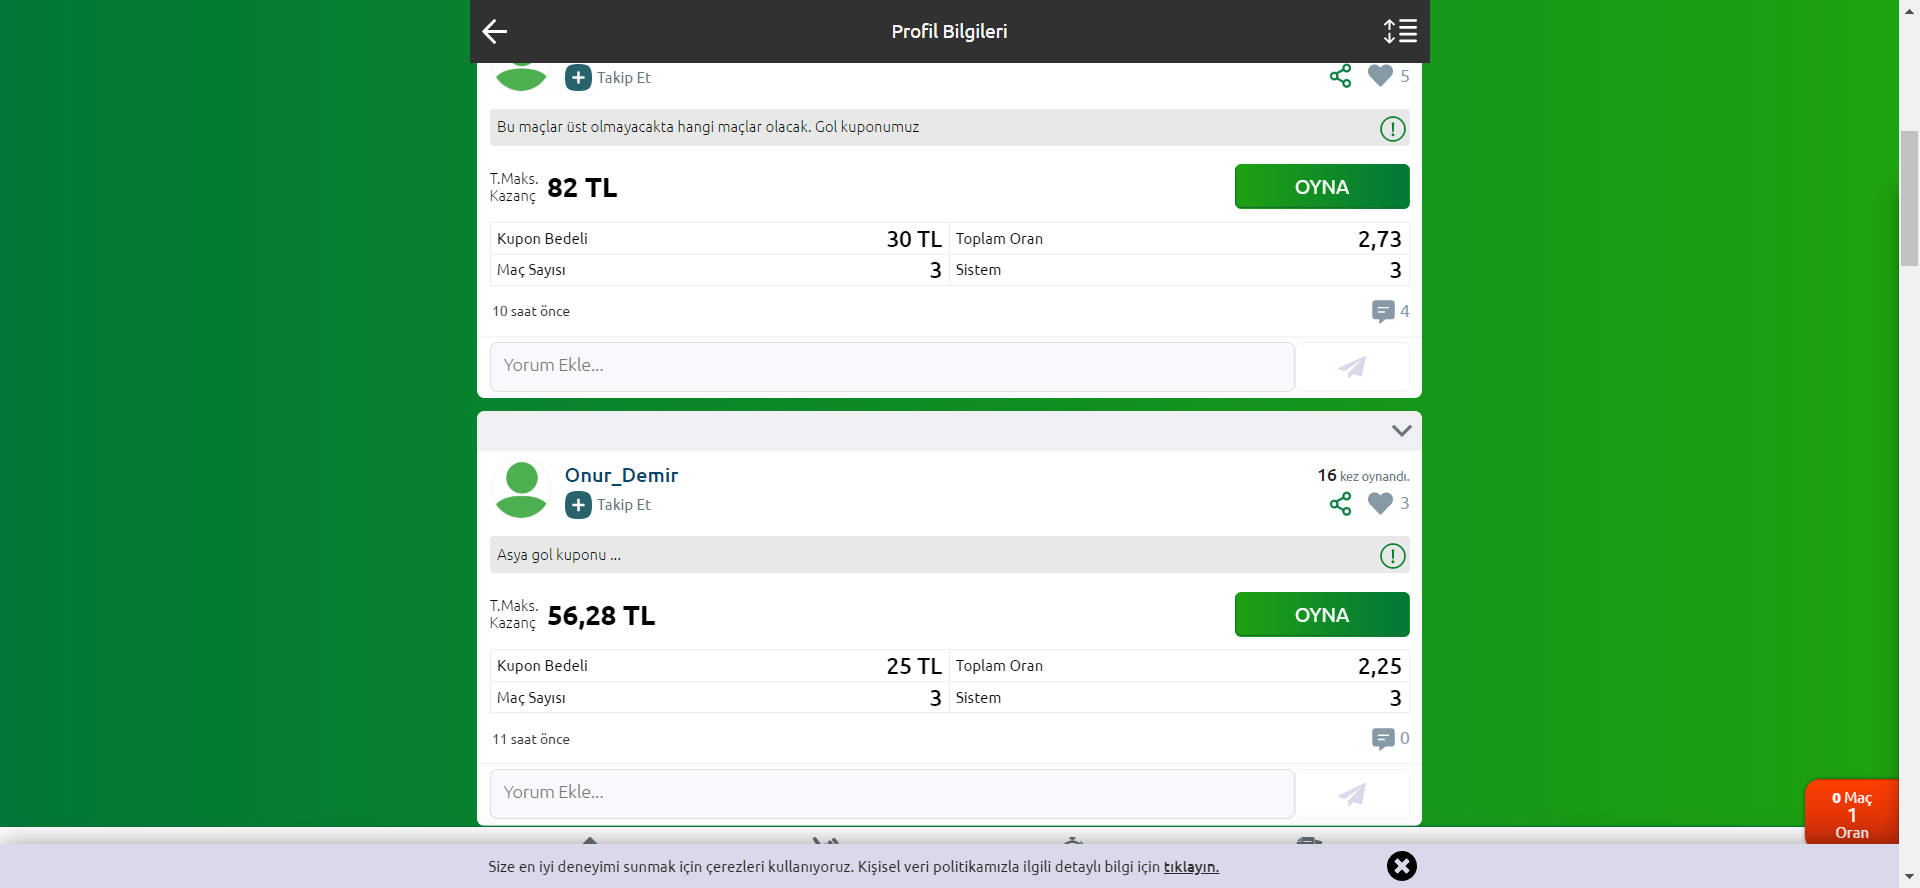 Profil Bilgileri
Takip Et
5
Bu maçlar üst olmayacakta hangi maçlar olacak. Gol kuponumuz
T.Maks.
Kazanç
82 TL
OYNA
Kupon Bedeli 30 TL Toplam Oran 2,73
Maç Sayısı 3 Sistem 3
10 saat önce
4
Yorum Ekle...
Onur_Demir
16 kez oynandı.
Takip Et
3
Asya gol kuponu ...
T.Maks.
Kazanç
56,28 TL
OYNA
Kupon Bedeli 25 TL Toplam Oran 2,25
Maç Sayısı 3 Sistem 3
11 saat önce
0
Yorum Ekle...
0 Maç
1
Oran
Size en iyi deneyimi sunmak için çerezleri kullanıyoruz. Kişisel veri politikamızla ilgili detaylı bilgi için tıklayın.